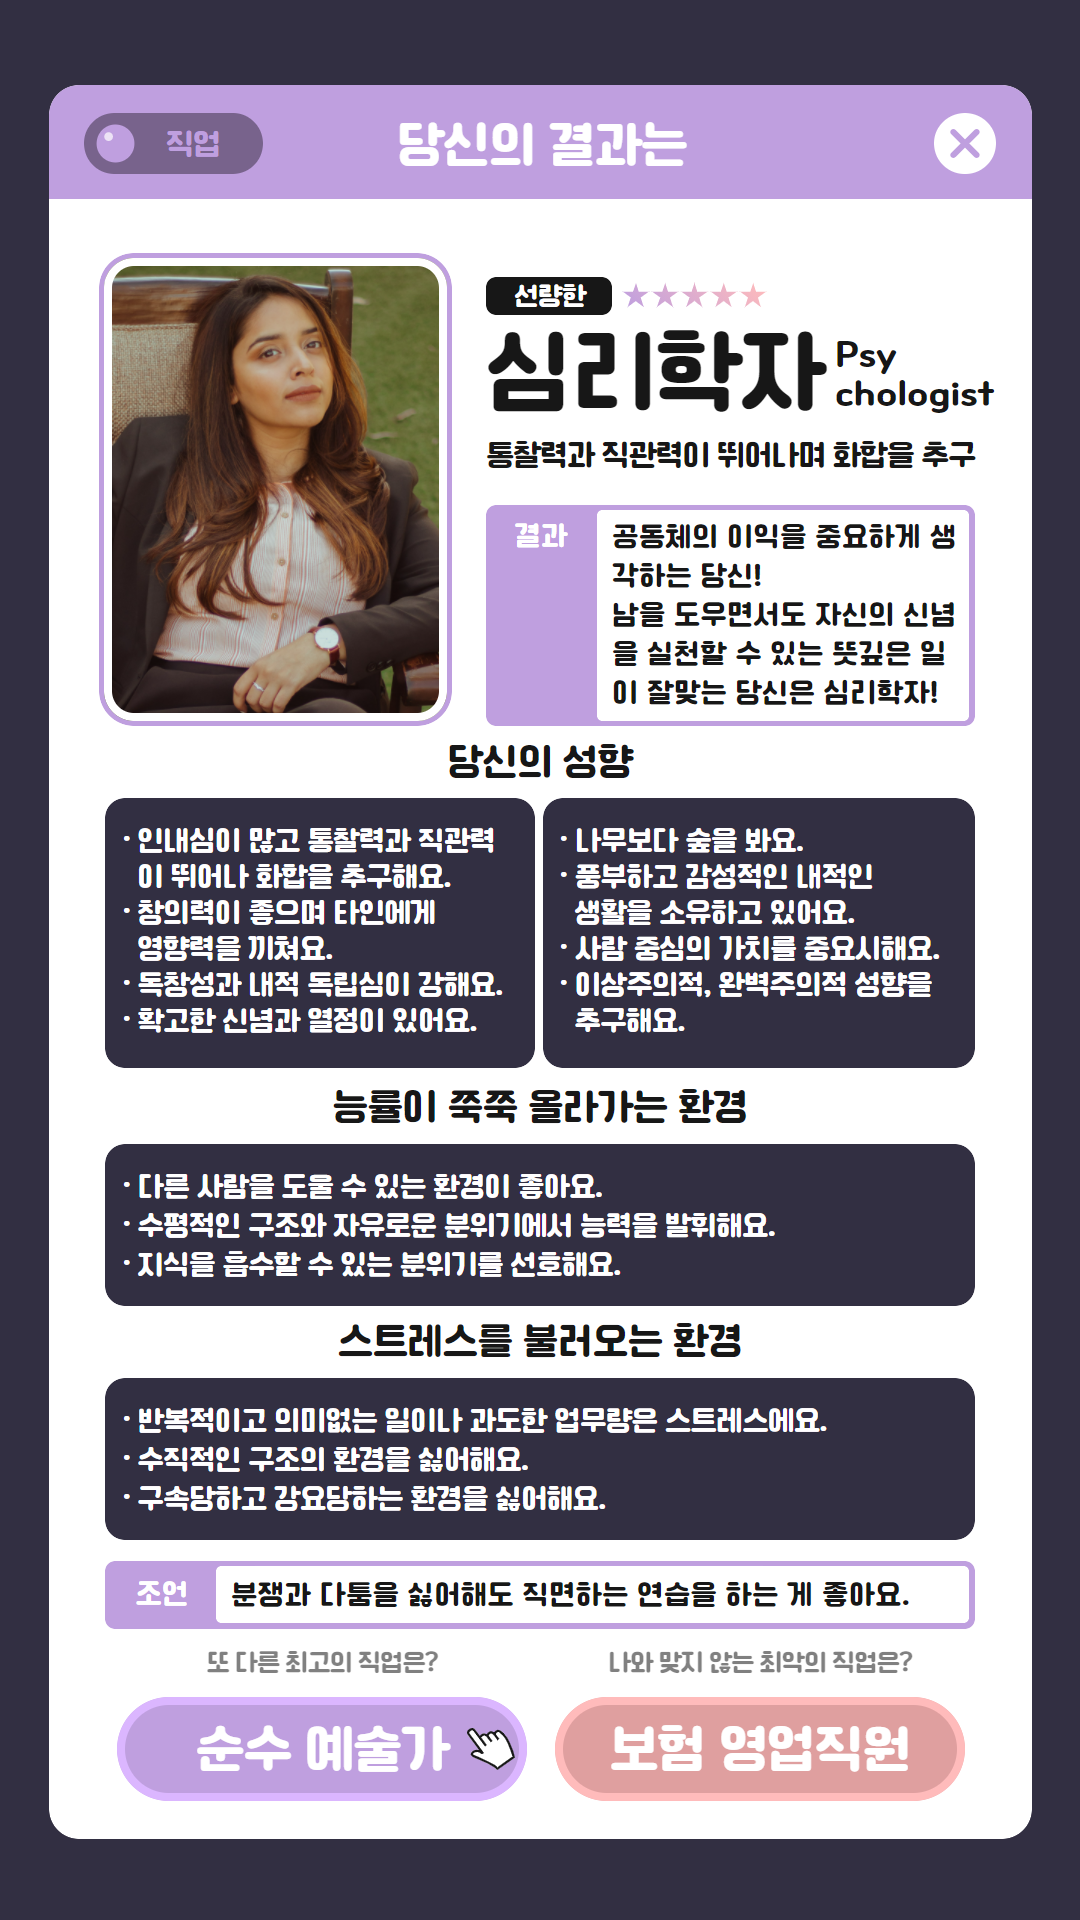 직업
당신의 결과는
선량한
심리학자
Psy
chologist
통찰력과 직관력이 뛰어나며 화합을 추구
결과
공동체의 이익을 중요하게 생
각하는 당신!
남을 도우면서도 자신의 신념
을 실천할 수 있는 뜻깊은 일
이 잘맞는 당신은 심리학자!
당신의 성향
· 인내심이 많고 통찰력과 직관력
이 뛰어나 화합을 추구해요.
· 창의력이 좋으며 타인에게
영향력을 끼쳐요.
· 독창성과 내적 독립심이 강해요.
· 확고한 신념과 열정이 있어요.
· 나무보다 숲을 봐요.
· 풍부하고 감성적인 내적인
생활을 소유하고 있어요.
· 사람 중심의 가치를 중요시해요.
· 이상주의적, 완벽주의적 성향을
추구해요.
능률이 쭉쭉 올라가는 환경
· 다른 사람을 도울 수 있는 환경이 좋아요.
· 수평적인 구조와 자유로운 분위기에서 능력을 발휘해요.
· 지식을 흡수할 수 있는 분위기를 선호해요.
스트레스를 불러오는 환경
· 반복적이고 의미없는 일이나 과도한 업무량은 스트레스에요.
· 수직적인 구조의 환경을 싫어해요.
· 구속당하고 강요당하는 환경을 싫어해요.
조언
분쟁과 다툼을 싫어해도 직면하는 연습을 하는 게 좋아요.
또 다른 최고의 직업은?
나와 맞지 않는 최악의 직업은?
순수 예술가
보험 영업직원